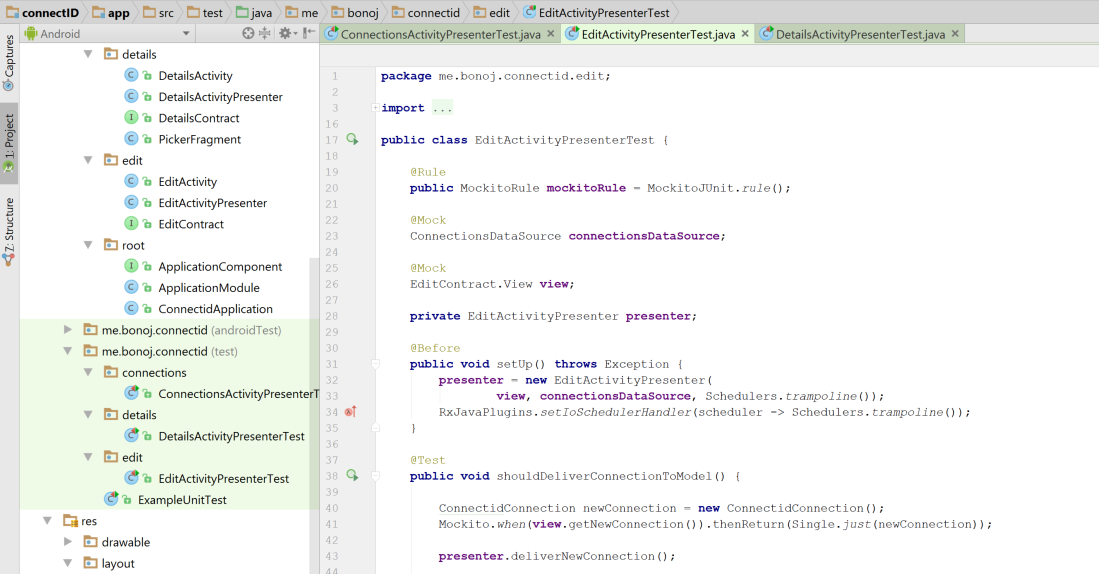 connectID app src test java me bonoj connectid edit EditActivityPresenterTest
Android
ConnectionsActivityPresenterTest.java EditActivityPresenterTest.java DetailsActivityPresenterTest.java
Captures
1: Project
7: Structure
details
DetailsActivity
DetailsActivityPresenter
DetailsContract
PickerFragment
edit
EditActivity
EditActivityPresenter
EditContract
root
ApplicationComponent
ApplicationModule
ConnectidApplication
me.bonoj.connectid (androidTest)
me.bonoj.connectid (test)
connections
ConnectionsActivityPresenterT
details
DetailsActivityPresenterTest
edit
EditActivityPresenterTest
ExampleUnitTest
res
drawable
layout
1 package me.bonoj.connectid.edit;
2
3 import ...
16
17 public class EditActivityPresenterTest {
18
19 @Rule
20 public MockitoRule mockitoRule = MockitoJUnit.rule();
21
22 @Mock
23 ConnectionsDataSource connectionsDataSource;
24
25 @Mock
26 EditContract.View view;
27
28 private EditActivityPresenter presenter;
29
30 @Before
31 public void setUp() throws Exception {
32 presenter = new EditActivityPresenter(
33 view, connectionsDataSource, Schedulers.trampoline());
34 RxJavaPlugins.setIoSchedulerHandler(scheduler -> Schedulers.trampoline());
35 }
36
37 @Test
38 public void shouldDeliverConnectionToModel() {
39
40 ConnectidConnection newConnection = new ConnectidConnection();
41 Mockito.when(view.getNewConnection()).thenReturn(Single.just(newConnection));
42
43 presenter.deliverNewConnection();
44